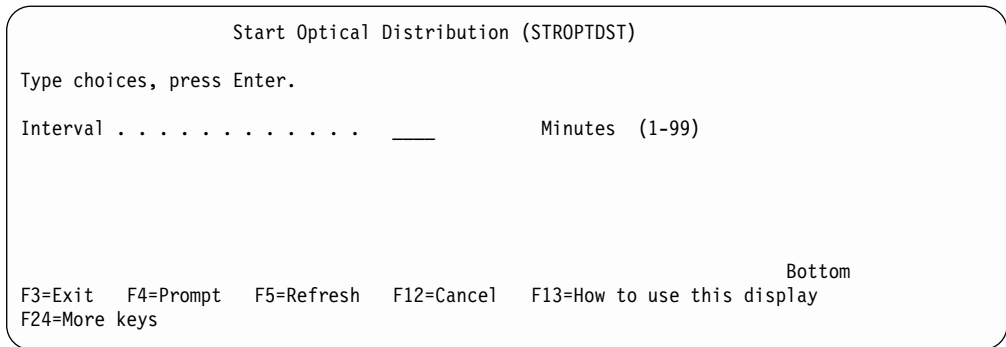 Start Optical Distribution (STROPTDST)
Type choices, press Enter.
Interval . . . . . . . . . . . . ____ Minutes (1-99)
Bottom
F3=Exit F4=Prompt F5=Refresh F12=Cancel F13=How to use this display
F24=More keys